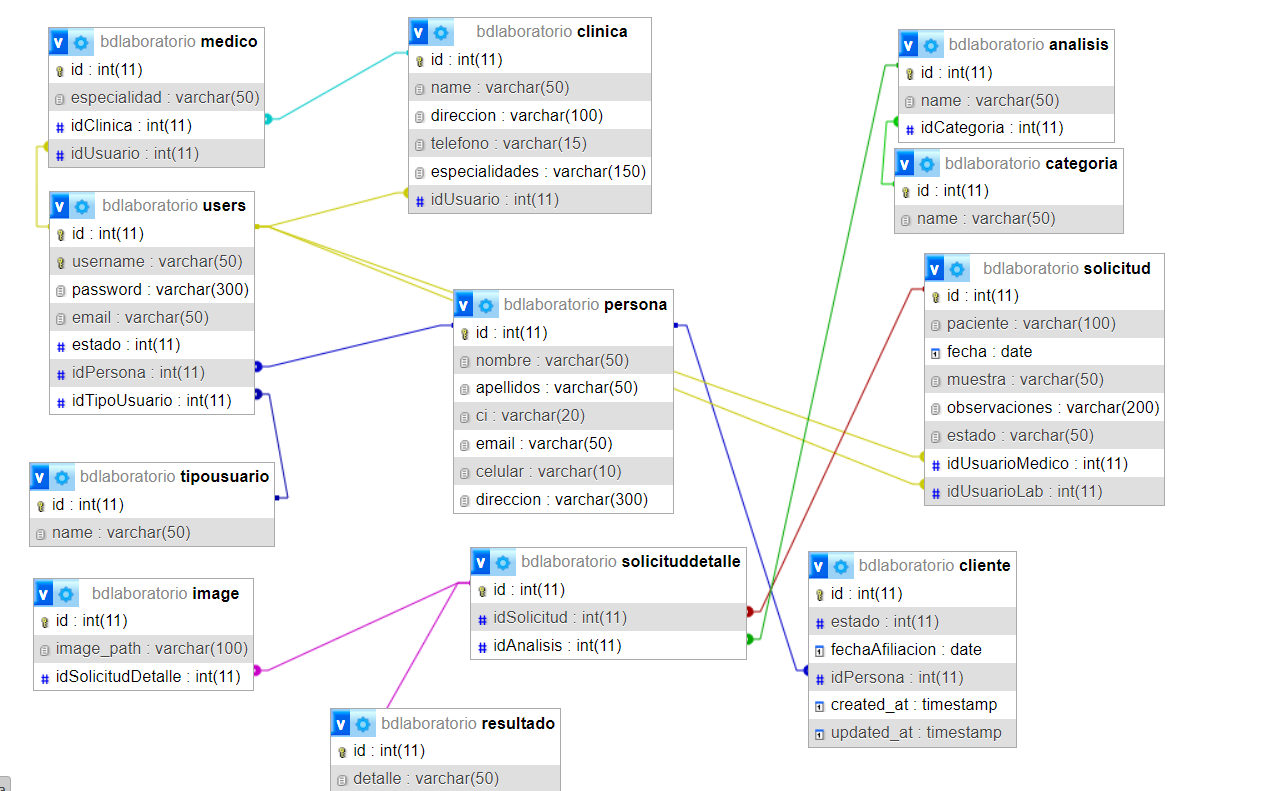 bdlaboratorio medico
id : int(11)
especialidad : varchar(50)
idClinica : int(11)
idUsuario : int(11)
bdlaboratorio clinica
id : int(11)
name : varchar(50)
direccion : varchar(100)
telefono : varchar(15)
especialidades : varchar(150)
idUsuario : int(11)
bdlaboratorio analisis
id : int(11)
name : varchar(50)
idCategoria : int(11)
bdlaboratorio categoria
id : int(11)
name : varchar(50)
bdlaboratorio users
id : int(11)
username : varchar(50)
password : varchar(300)
email : varchar(50)
estado : int(11)
idPersona : int(11)
idTipoUsuario : int(11)
bdlaboratorio persona
id : int(11)
nombre : varchar(50)
apellidos : varchar(50)
ci : varchar(20)
email : varchar(50)
celular : varchar(10)
direccion : varchar(300)
bdlaboratorio solicitud
id : int(11)
paciente : varchar(100)
fecha : date
muestra : varchar(50)
observaciones : varchar(200)
estado : varchar(50)
idUsuarioMedico : int(11)
idUsuarioLab : int(11)
bdlaboratorio tipousuario
id : int(11)
name : varchar(50)
bdlaboratorio image
id : int(11)
image_path : varchar(100)
idSolicitudDetalle : int(11)
bdlaboratorio solicituddetalle
id : int(11)
idSolicitud : int(11)
idAnalisis : int(11)
bdlaboratorio cliente
id : int(11)
estado : int(11)
fechaAfiliacion : date
idPersona : int(11)
created_at : timestamp
updated_at : timestamp
bdlaboratorio resultado
id : int(11)
detalle : varchar(50)